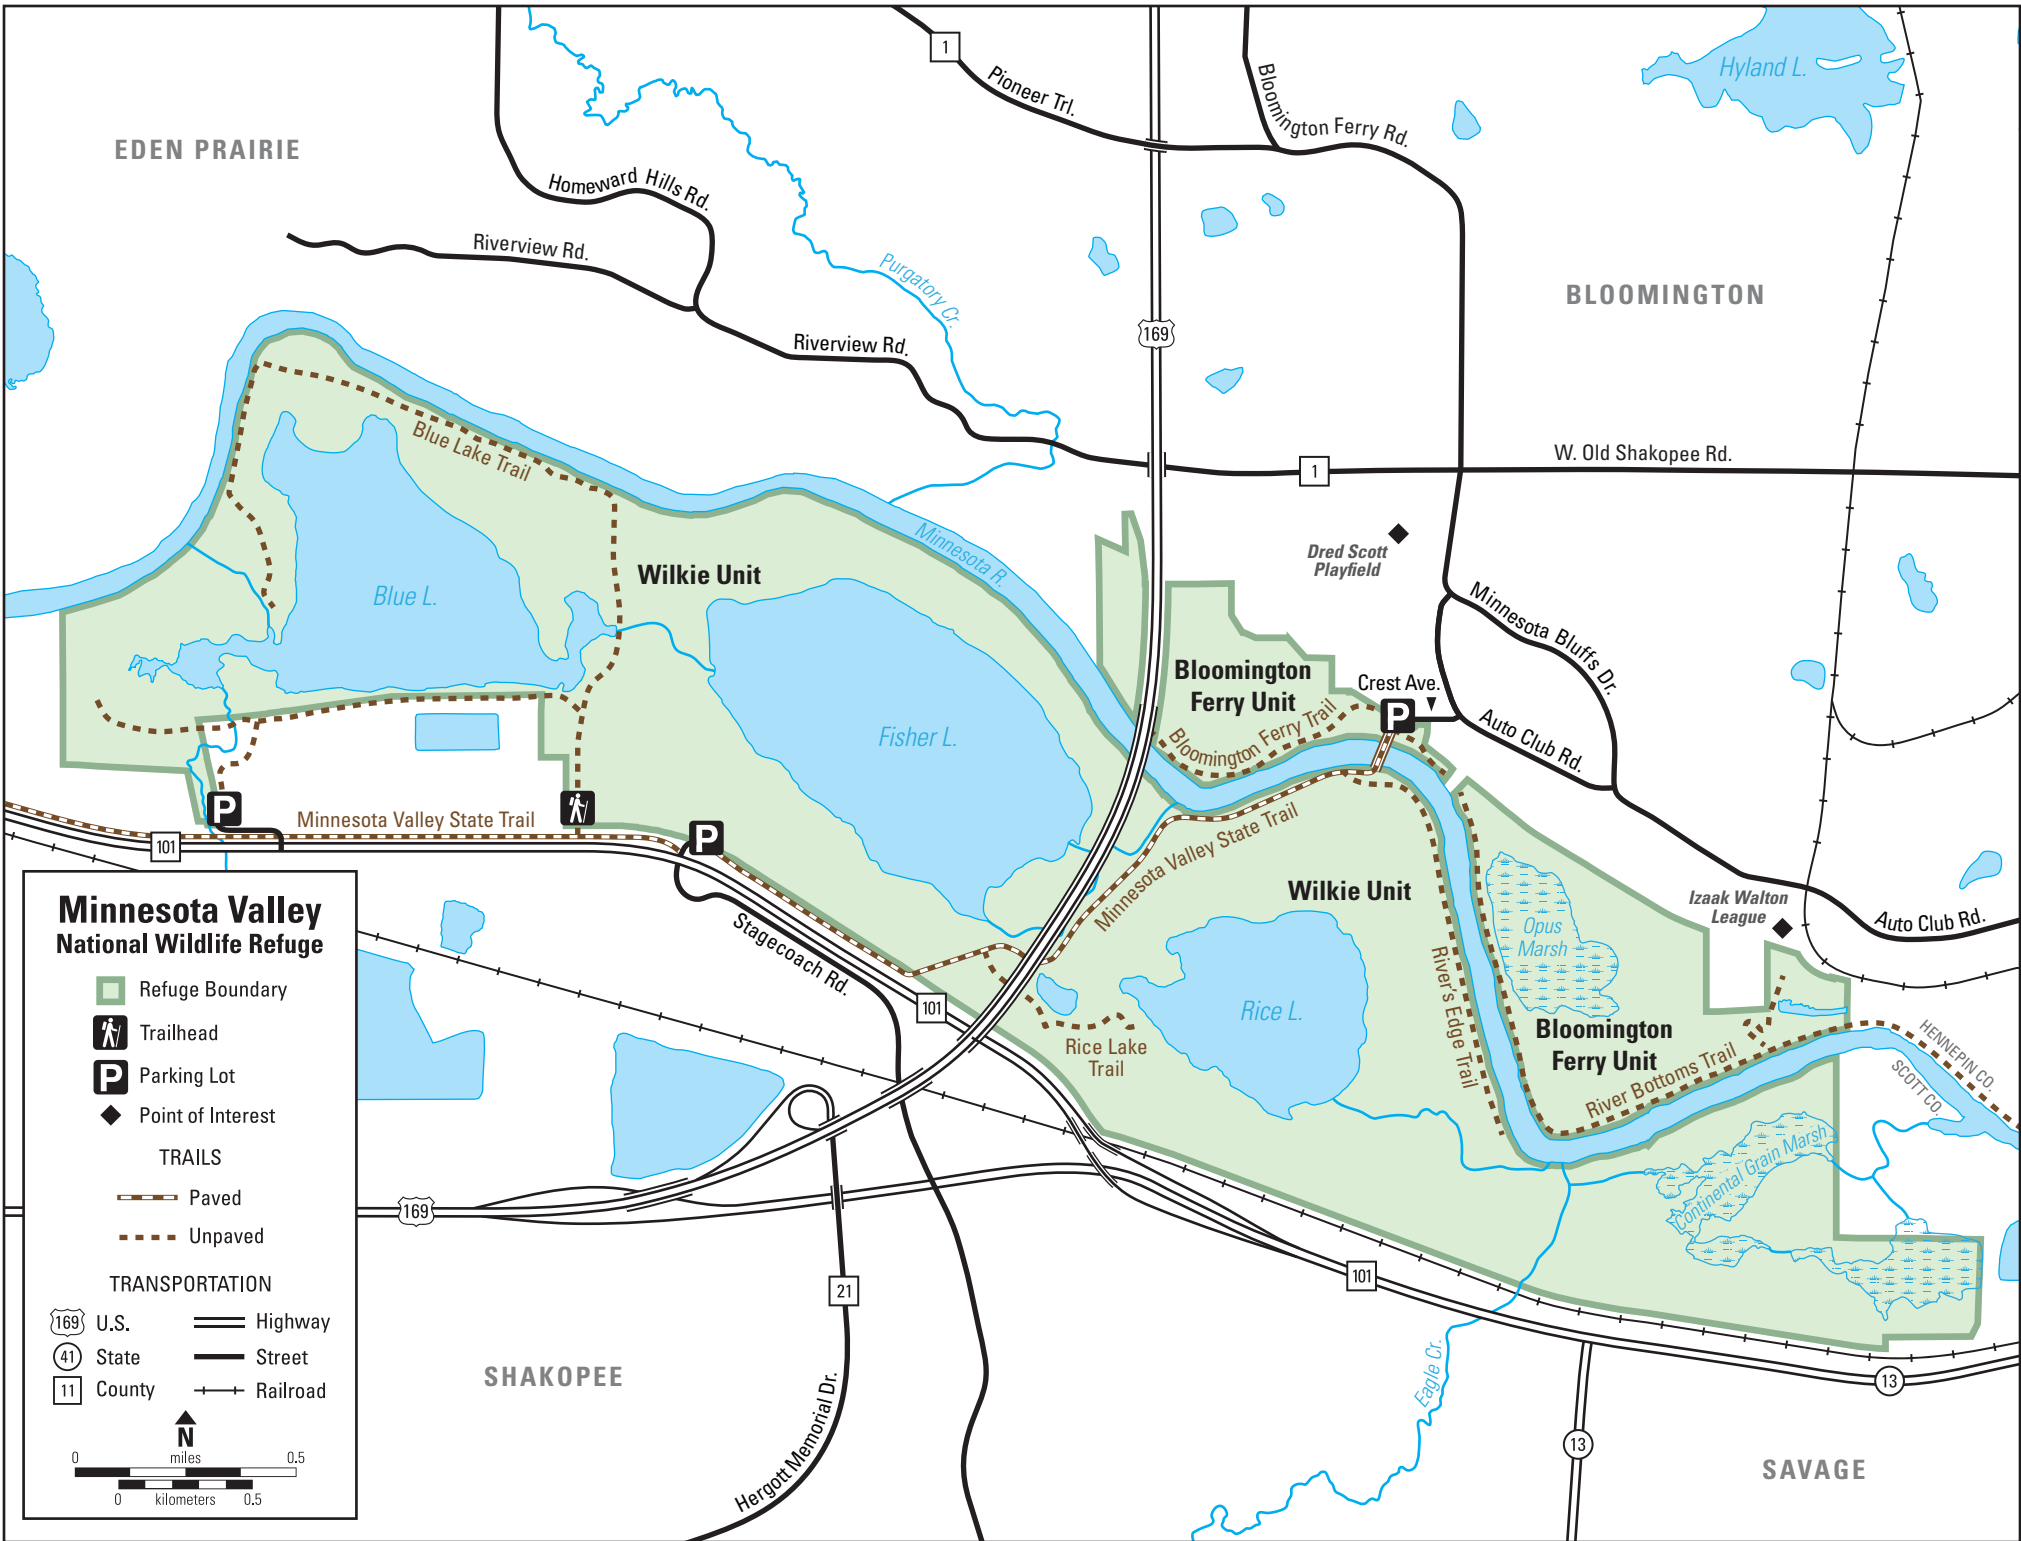 1
Pioneer Trl.
Bloomington Ferry Rd.
Hyland L.
EDEN PRAIRIE
Homeward Hills Rd.
Riverview Rd.
Purgatory Cr.
BLOOMINGTON
169
Riverview Rd.
Blue Lake Trail
W. Old Shakopee Rd.
1
Minnesota R.
Dred Scott
Playfield
Wilkie Unit
Blue L.
Minnesota Bluffs Dr.
Bloomington
Ferry Unit
Crest Ave.
P
Bloomington Ferry Trail
Auto Club Rd.
Fisher L.
P
Minnesota Valley State Trail
P
101
Minnesota Valley State Trail
Wilkie Unit
Izaak Walton
League
Auto Club Rd.
Opus
Marsh
Stagecoach Rd.
River's Edge Trail
101
Rice L.
Rice Lake
Trail
Bloomington
Ferry Unit
River Bottoms Trail
HENNEPIN CO.
SCOTT CO.
Continental Grain Marsh
Minnesota Valley
National Wildlife Refuge
Refuge Boundary
Trailhead
P Parking Lot
Point of Interest
TRAILS
Paved
Unpaved
TRANSPORTATION
169 U.S. Highway
41 State Street
11 County Railroad
N
0 miles 0.5
0 kilometers 0.5
169
21
101
SHAKOPEE
Hergott Memorial Dr.
Eagle Cr.
13
13
SAVAGE